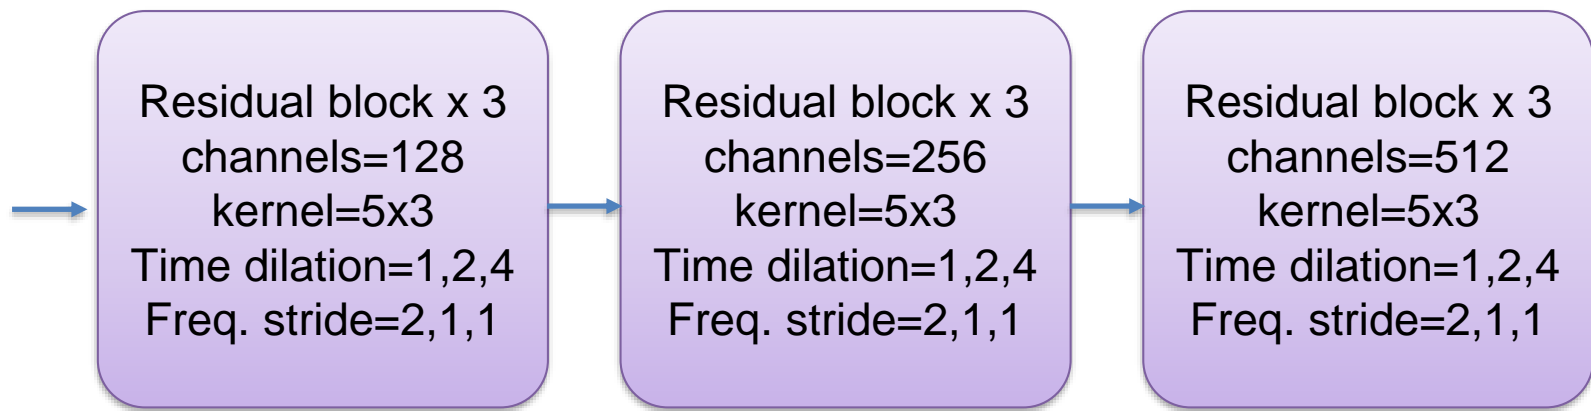 Residual block x 3
channels=128
kernel=5x3
Time dilation=1,2,4
Freq. stride=2,1,1
Residual block x 3
channels=256
kernel=5x3
Time dilation=1,2,4
Freq. stride=2,1,1
Residual block x 3
channels=512
kernel=5x3
Time dilation=1,2,4
Freq. stride=2,1,1